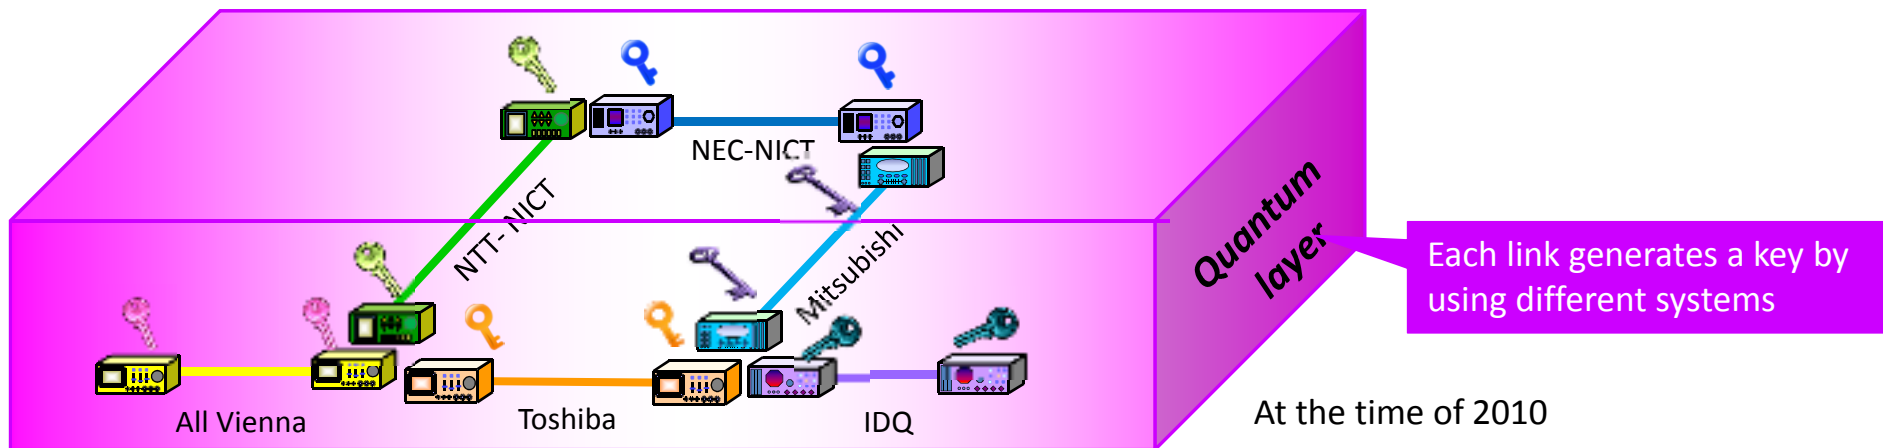 NEC-NICT
NTT- NICT
Mitsubishi
Quantum
layer
Each link generates a key by
using different systems
All Vienna
Toshiba
IDQ
At the time of 2010